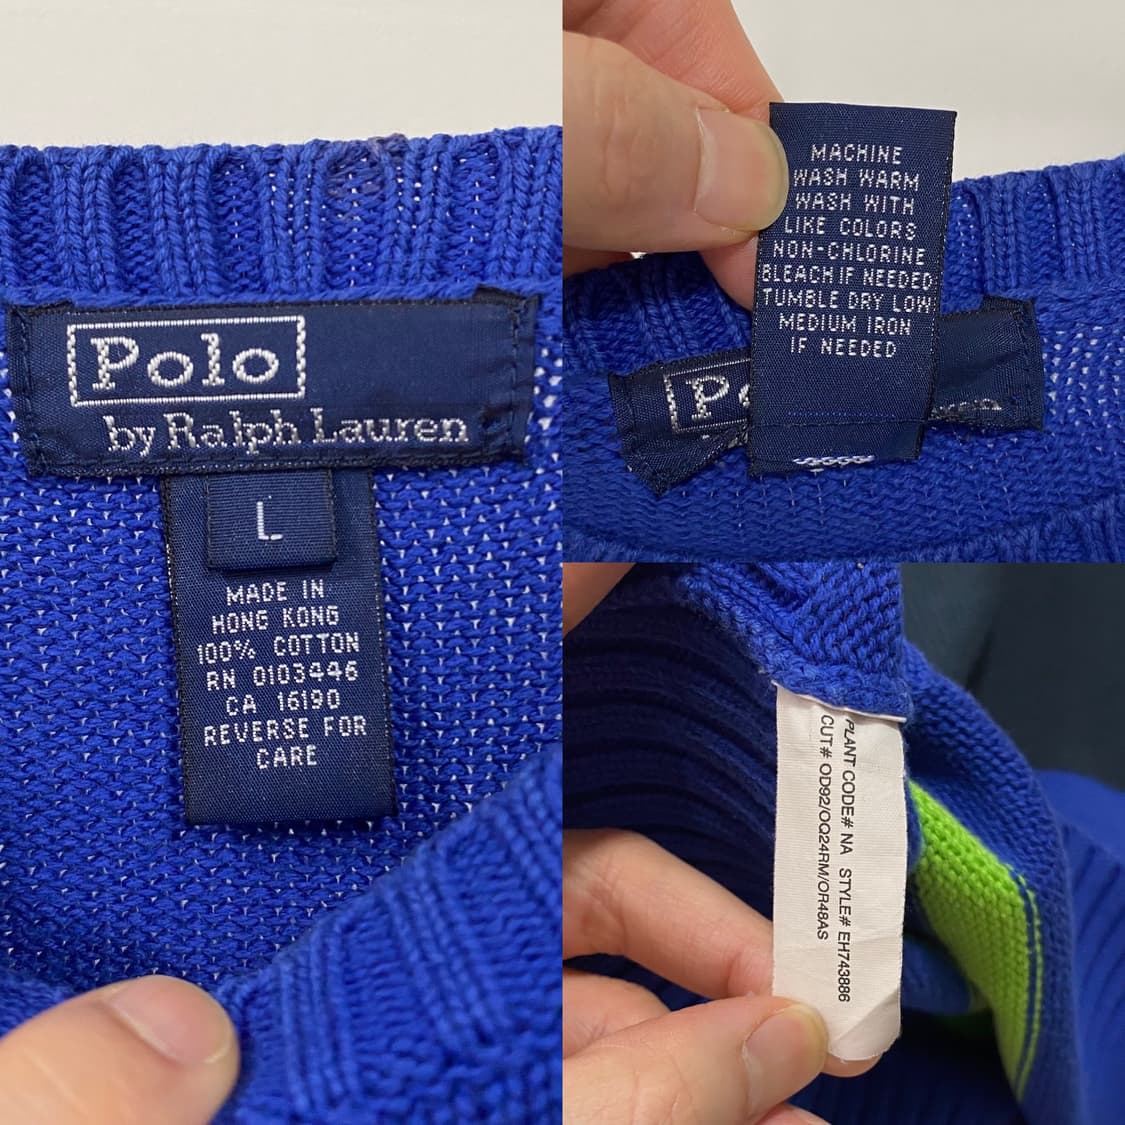 Polo
by Ralph Lauren
L
MADE IN
HONG KONG
100% COTTON
RN 0103446
CA 16190
REVERSE FOR
CARE
MACHINE
WASH WARM
WASH WITH
LIKE COLORS
NON-CHLORINE
BLEACH IF NEEDED
TUMBLE DRY LOW
MEDIUM IRON
IF NEEDED
PLANT CODE# NA STYLE# EH743886
CUT# OD92/OQ24RM/OR48AS